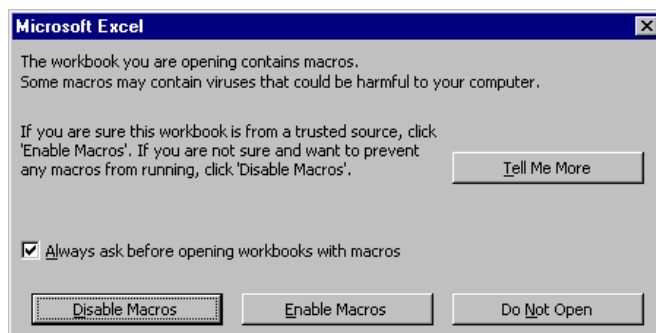 Microsoft Excel
The workbook you are opening contains macros.
Some macros may contain viruses that could be harmful to your computer.
If you are sure this workbook is from a trusted source, click
'Enable Macros'. If you are not sure and want to prevent
any macros from running, click 'Disable Macros'.
Tell Me More
Always ask before opening workbooks with macros
Disable Macros
Enable Macros
Do Not Open